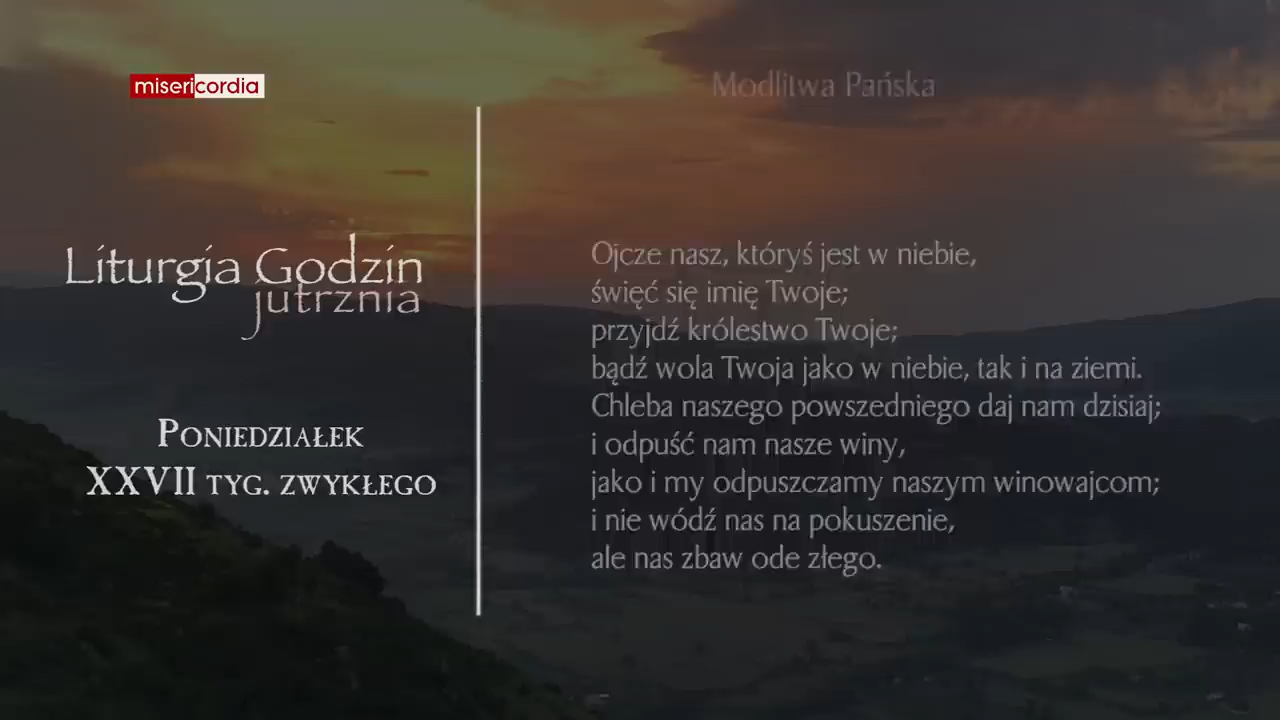 misericordia
Liturgia Godzin
jutrznia
Poniedziałek
XXVII tyg. zwykłego
Modlitwa Pańska
Ojcze nasz, któryś jest w niebie,
święć się imię Twoje;
przyjdź królestwo Twoje;
bądź wola Twoja jako w niebie, tak i na ziemi.
Chleba naszego powszedniego daj nam dzisiaj;
i odpuść nam nasze winy,
jako i my odpuszczamy naszym winowajcom;
i nie wódź nas na pokuszenie,
ale nas zbaw ode złego.